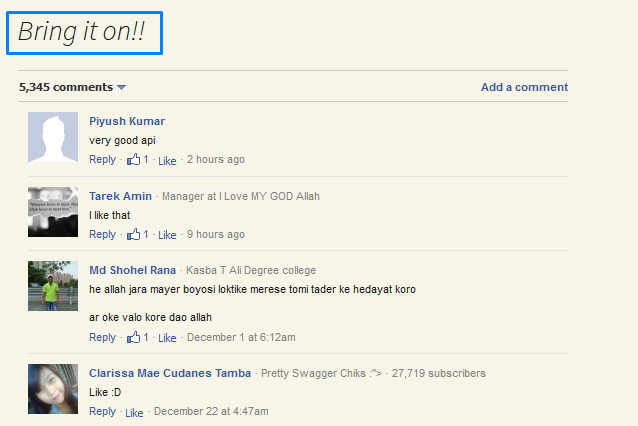 Bring it on!!
5,345 comments
Add a comment
Piyush Kumar
very good api
Reply · 1 · Like · 2 hours ago
Tarek Amin · Manager at I Love MY GOD Allah
I like that
Reply · 1 · Like · 9 hours ago
Md Shohel Rana · Kasba T Ali Degree college
he allah jara mayer boyosi loktike merese tomi tader ke hedayat koro
ar oke valo kore dao allah
Reply · 1 · Like · December 1 at 6:12am
Clarissa Mae Cudanes Tamba · Pretty Swagger Chiks :"> · 27,719 subscribers
Like :D
Reply · Like · December 22 at 4:47am